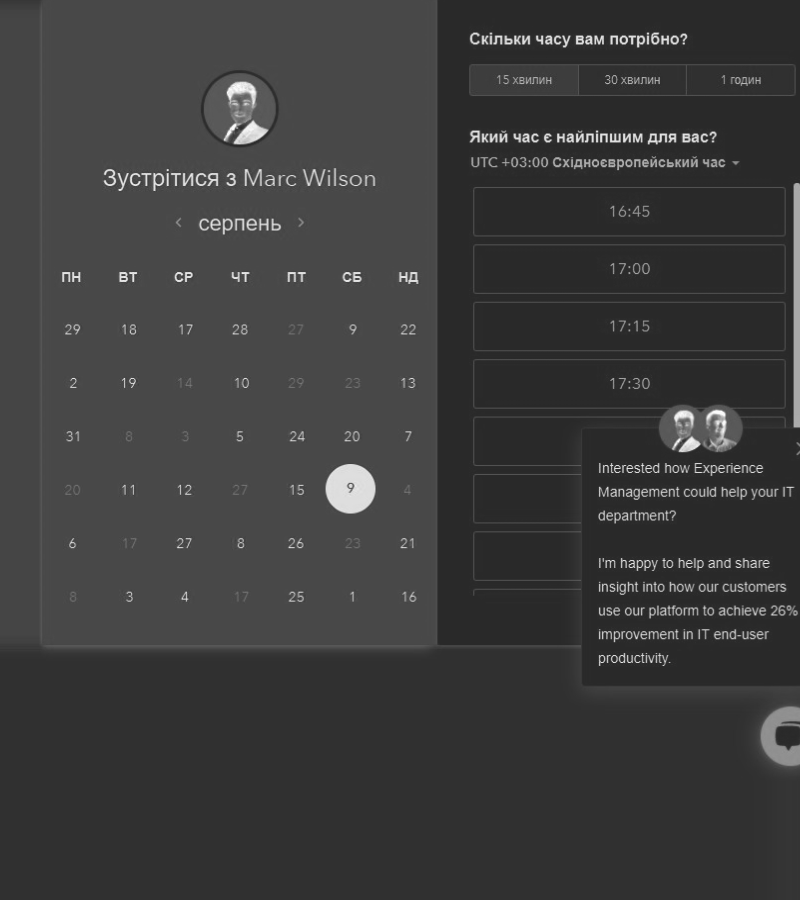 Зустрітися з Marc Wilson
серпень
ПН ВТ СР ЧТ ПТ СБ НД
29 18 17 28 27 9 22
2 19 14 10 29 23 13
31 8 3 5 24 20 7
20 11 12 27 15 9 4
6 17 27 8 26 23 21
8 3 4 17 25 1 16
Скільки часу вам потрібно?
15 хвилин 30 хвилин 1 годин
Який час є найліпшим для вас?
UTC +03:00 Східноєвропейський час
16:45
17:00
17:15
17:30
Interested how Experience
Management could help your IT
department?
I'm happy to help and share
insight into how our customers
use our platform to achieve 26%
improvement in IT end-user
productivity.